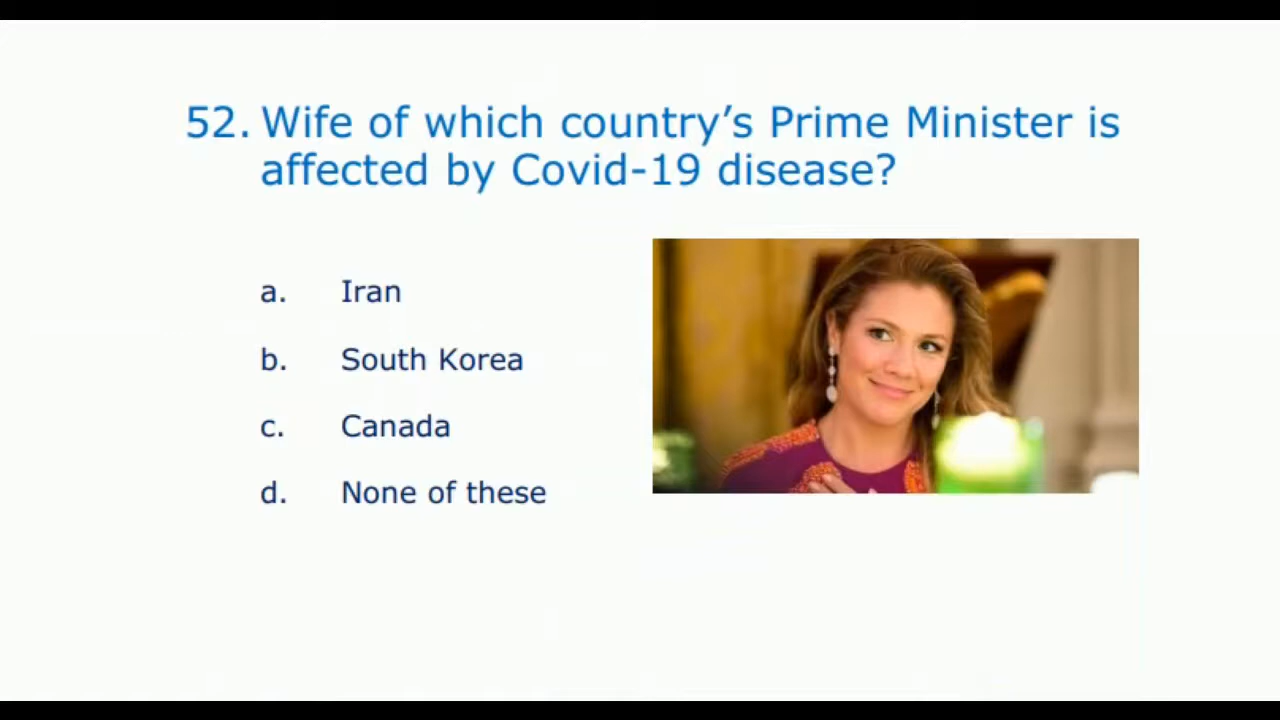 52. Wife of which country’s Prime Minister is
affected by Covid-19 disease?
a. Iran
b. South Korea
c. Canada
d. None of these